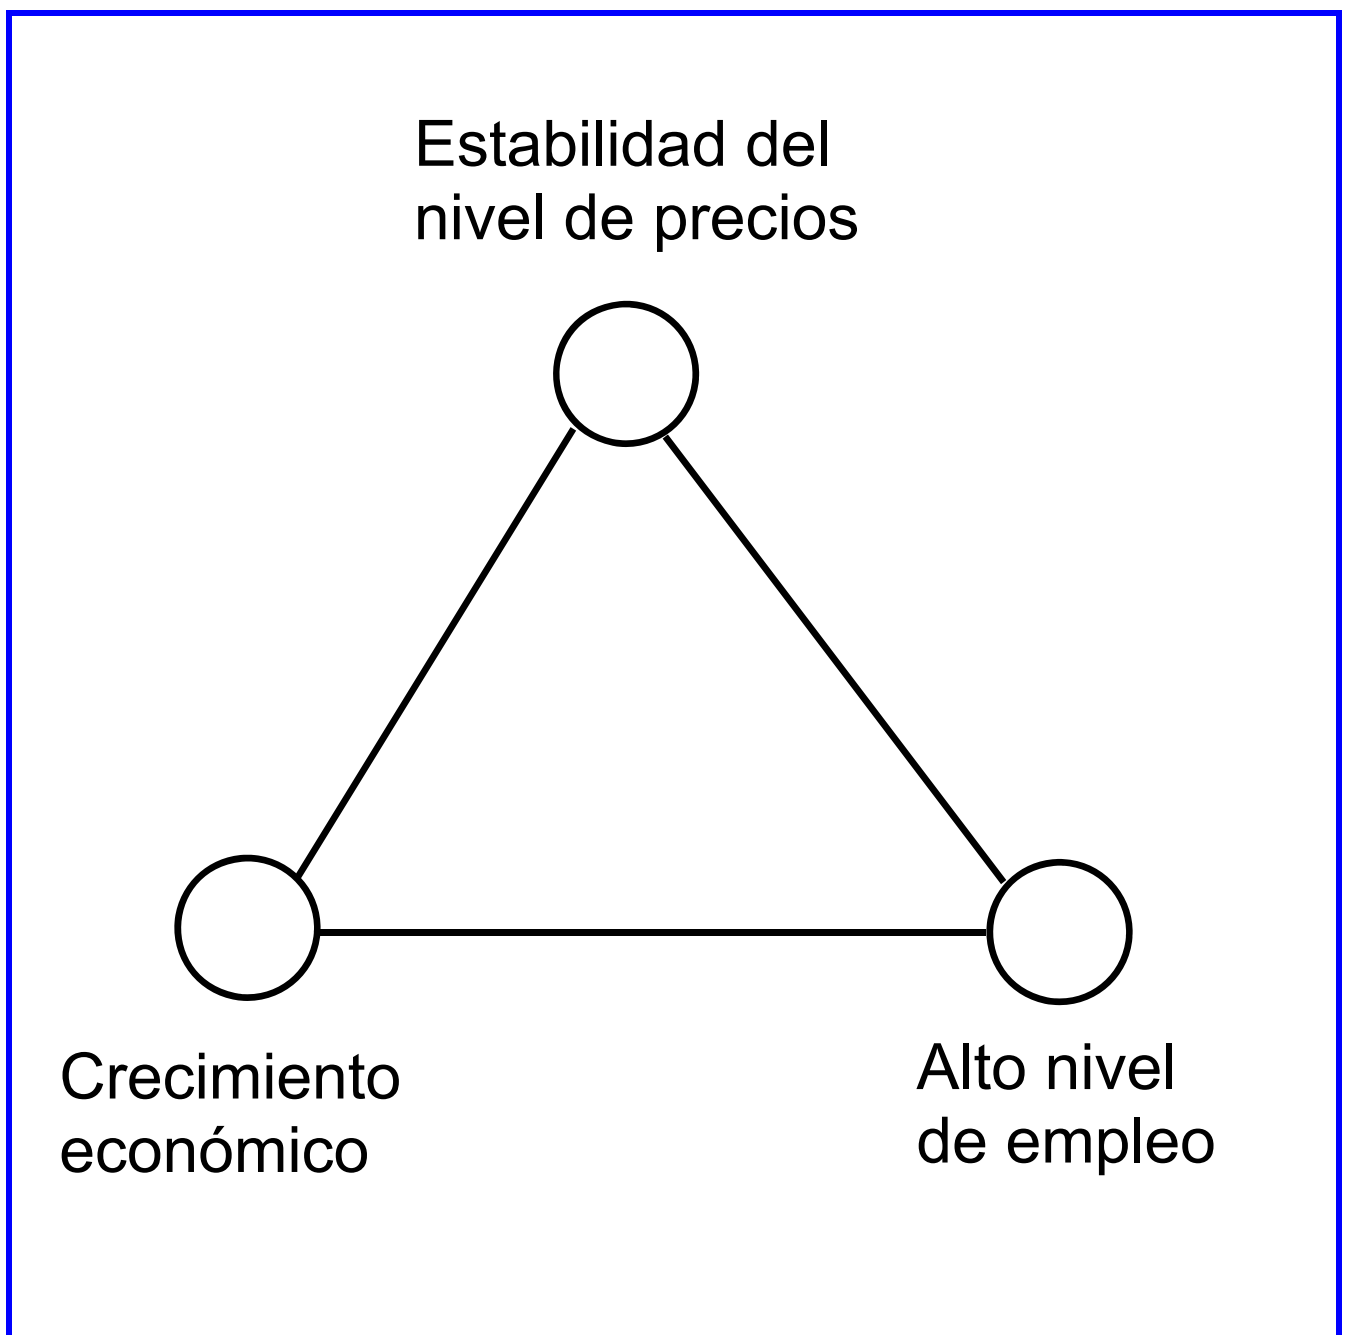 Estabilidad del
nivel de precios
Crecimiento
económico
Alto nivel
de empleo